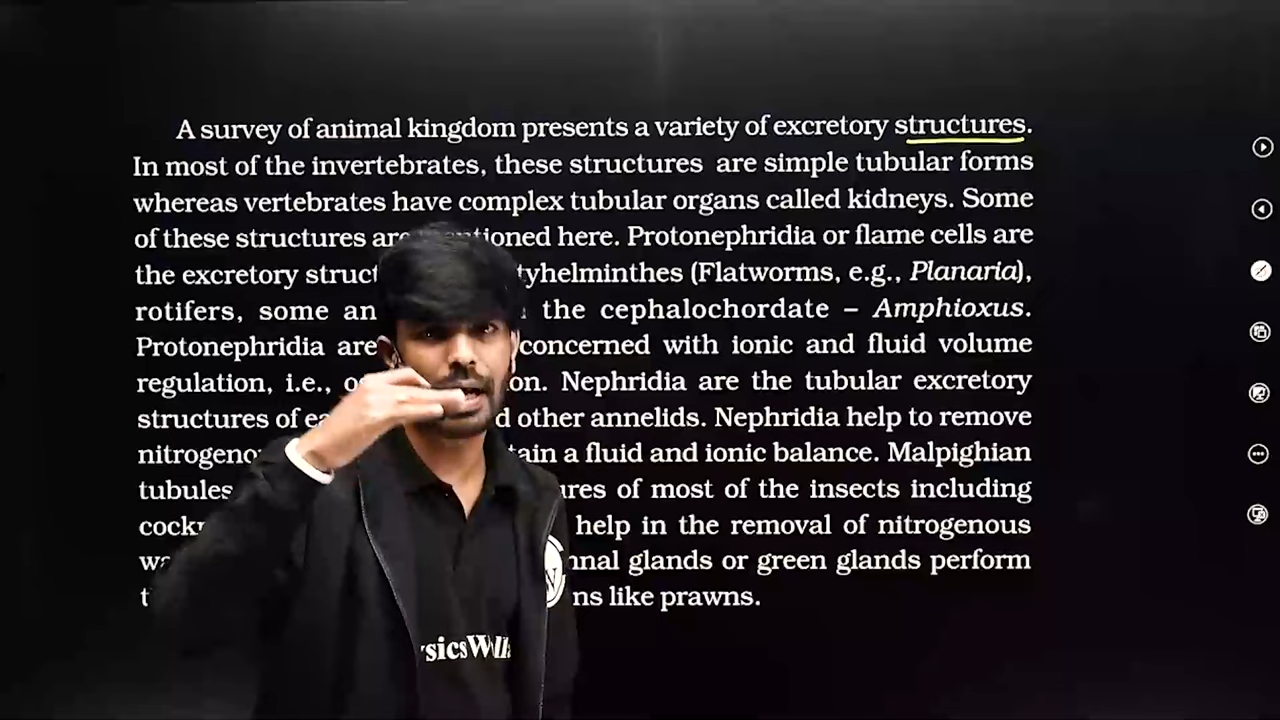 A survey of animal kingdom presents a variety of excretory structures.
In most of the invertebrates, these structures are simple tubular forms
whereas vertebrates have complex tubular organs called kidneys. Some
of these structures are mentioned here. Protonephridia or flame cells are
the excretory struct tyhelminthes (Flatworms, e.g., Planaria),
rotifers, some an the cephalochordate – Amphioxus.
Protonephridia are concerned with ionic and fluid volume
regulation, i.e., on. Nephridia are the tubular excretory
structures of other annelids. Nephridia help to remove
nitrogeno tain a fluid and ionic balance. Malpighian
tubules ures of most of the insects including
cockr help in the removal of nitrogenous
nnal glands or green glands perform
ns like prawns.
sicsWall